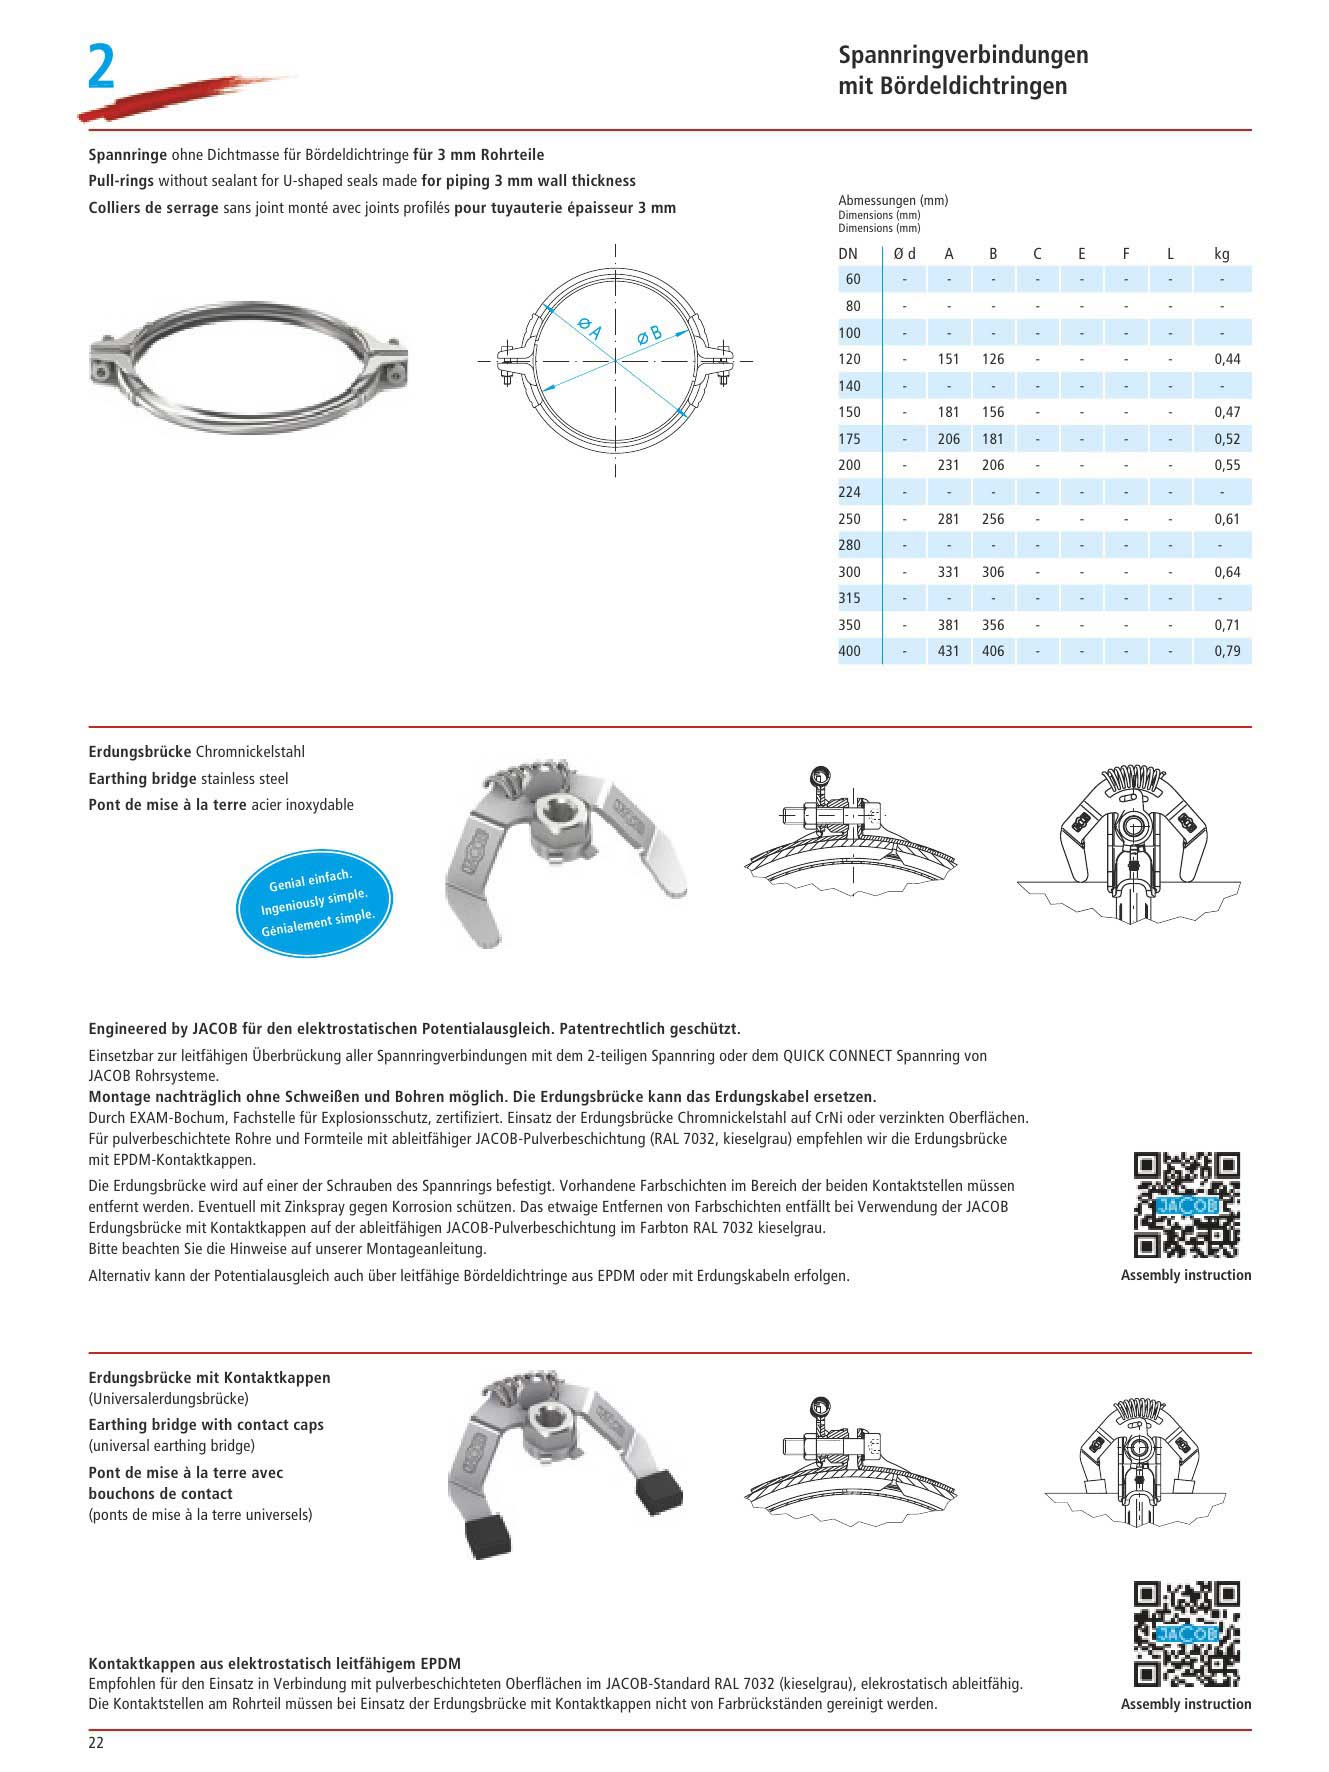 2
Spannringverbindungen
mit Bördeldichtringen
Spannringe ohne Dichtmasse für Bördeldichtringe für 3 mm Rohrteile
Pull-rings without sealant for U-shaped seals made for piping 3 mm wall thickness
Colliers de serrage sans joint monté avec joints profilés pour tuyauterie épaisseur 3 mm
Ø A
Ø B
Abmessungen (mm)
Dimensions (mm)
Dimensions (mm)
DN Ø d A B C E F L kg
60 - - - - - - - -
80 - - - - - - - -
100 - - - - - - - -
120 - 151 126 - - - - 0,44
140 - - - - - - - -
150 - 181 156 - - - - 0,47
175 - 206 181 - - - - 0,52
200 - 231 206 - - - - 0,55
224 - - - - - - - -
250 - 281 256 - - - - 0,61
280 - - - - - - - -
300 - 331 306 - - - - 0,64
315 - - - - - - - -
350 - 381 356 - - - - 0,71
400 - 431 406 - - - - 0,79
Erdungsbrücke Chromnickelstahl
Earthing bridge stainless steel
Pont de mise à la terre acier inoxydable
Genial einfach.
Ingeniously simple.
Génialement simple.
JACOB
Engineered by JACOB für den elektrostatischen Potentialausgleich. Patentrechtlich geschützt.
Einsetzbar zur leitfähigen Überbrückung aller Spannringverbindungen mit dem 2-teiligen Spannring oder dem QUICK CONNECT Spannring von
JACOB Rohrsysteme.
Montage nachträglich ohne Schweißen und Bohren möglich. Die Erdungsbrücke kann das Erdungskabel ersetzen.
Durch EXAM-Bochum, Fachstelle für Explosionsschutz, zertifiziert. Einsatz der Erdungsbrücke Chromnickelstahl auf CrNi oder verzinkten Oberflächen.
Für pulverbeschichtete Rohre und Formteile mit ableitfähiger JACOB-Pulverbeschichtung (RAL 7032, kieselgrau) empfehlen wir die Erdungsbrücke
mit EPDM-Kontaktkappen.
Die Erdungsbrücke wird auf einer der Schrauben des Spannrings befestigt. Vorhandene Farbschichten im Bereich der beiden Kontaktstellen müssen
entfernt werden. Eventuell mit Zinkspray gegen Korrosion schützen. Das etwaige Entfernen von Farbschichten entfällt bei Verwendung der JACOB
Erdungsbrücke mit Kontaktkappen auf der ableitfähigen JACOB-Pulverbeschichtung im Farbton RAL 7032 kieselgrau.
Bitte beachten Sie die Hinweise auf unserer Montageanleitung.
Alternativ kann der Potentialausgleich auch über leitfähige Bördeldichtringe aus EPDM oder mit Erdungskabeln erfolgen.
JACOB
Assembly instruction
Erdungsbrücke mit Kontaktkappen
(Universalerdungsbrücke)
Earthing bridge with contact caps
(universal earthing bridge)
Pont de mise à la terre avec
bouchons de contact
(ponts de mise à la terre universels)
JACOB
Assembly instruction
Kontaktkappen aus elektrostatisch leitfähigem EPDM
Empfohlen für den Einsatz in Verbindung mit pulverbeschichteten Oberflächen im JACOB-Standard RAL 7032 (kieselgrau), elekrostatisch ableitfähig.
Die Kontaktstellen am Rohrteil müssen bei Einsatz der Erdungsbrücke mit Kontaktkappen nicht von Farbrückständen gereinigt werden.
22